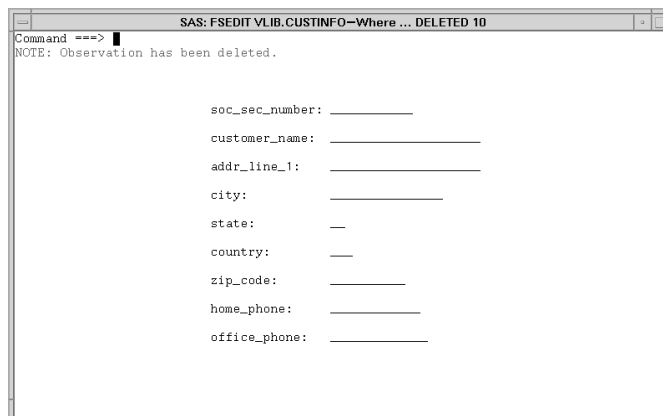 SAS: FSEDIT VLIB.CUSTINFO—Where ... DELETED 10
Command ===>
NOTE: Observation has been deleted.
soc_sec_number:
customer_name:
addr_line_1:
city:
state:
country:
zip_code:
home_phone:
office_phone: